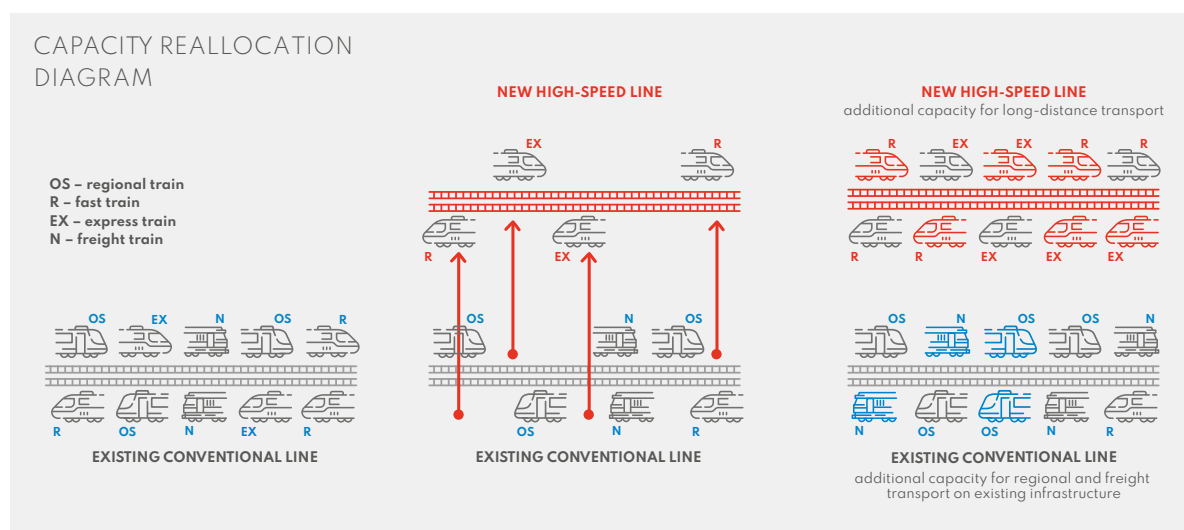 CAPACITY REALLOCATION
DIAGRAM
OS – regional train
R – fast train
EX – express train
N – freight train
OS EX N OS R
R OS N EX R
EXISTING CONVENTIONAL LINE
NEW HIGH-SPEED LINE
EX R
R EX
OS N OS
OS N R
EXISTING CONVENTIONAL LINE
NEW HIGH-SPEED LINE
additional capacity for long-distance transport
R EX EX R R
R R EX EX EX
OS N OS OS N
N OS OS N R
EXISTING CONVENTIONAL LINE
additional capacity for regional and freight
transport on existing infrastructure